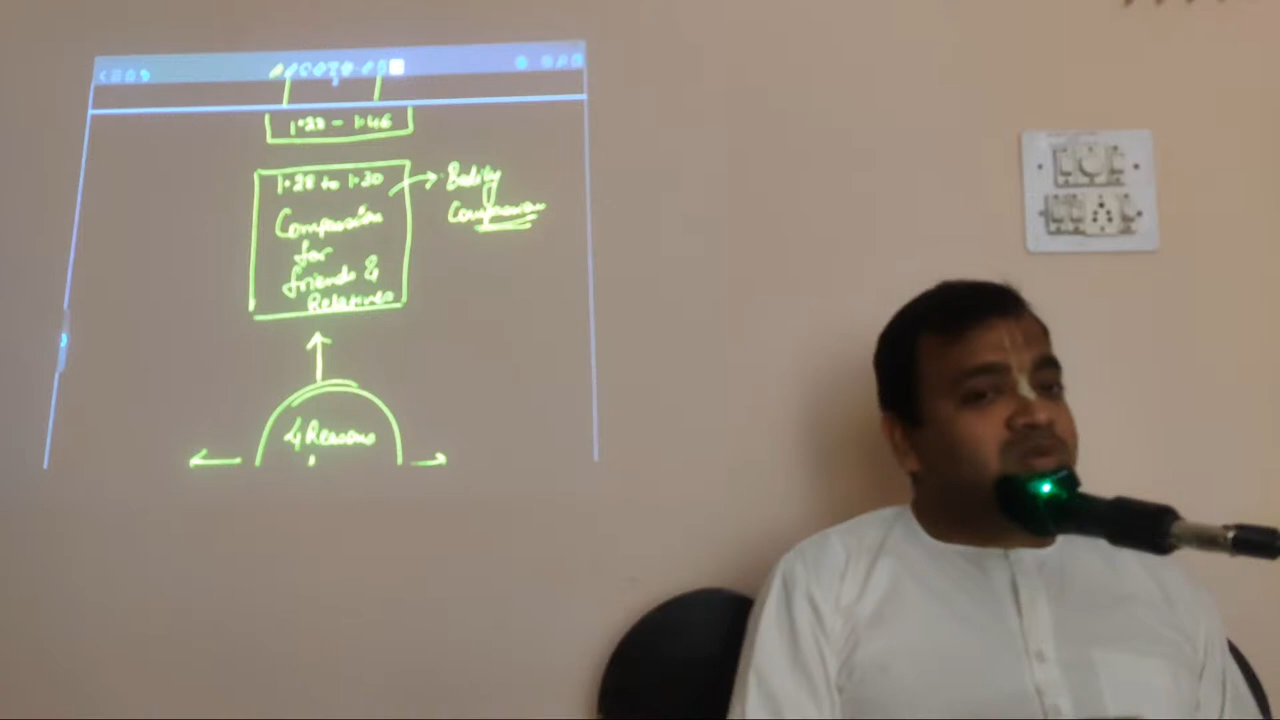 1.28 - 1.46
1.28 to 1.30
Compassion
for
friends &
Relatives
Bodily
Compassion
4 Reasons